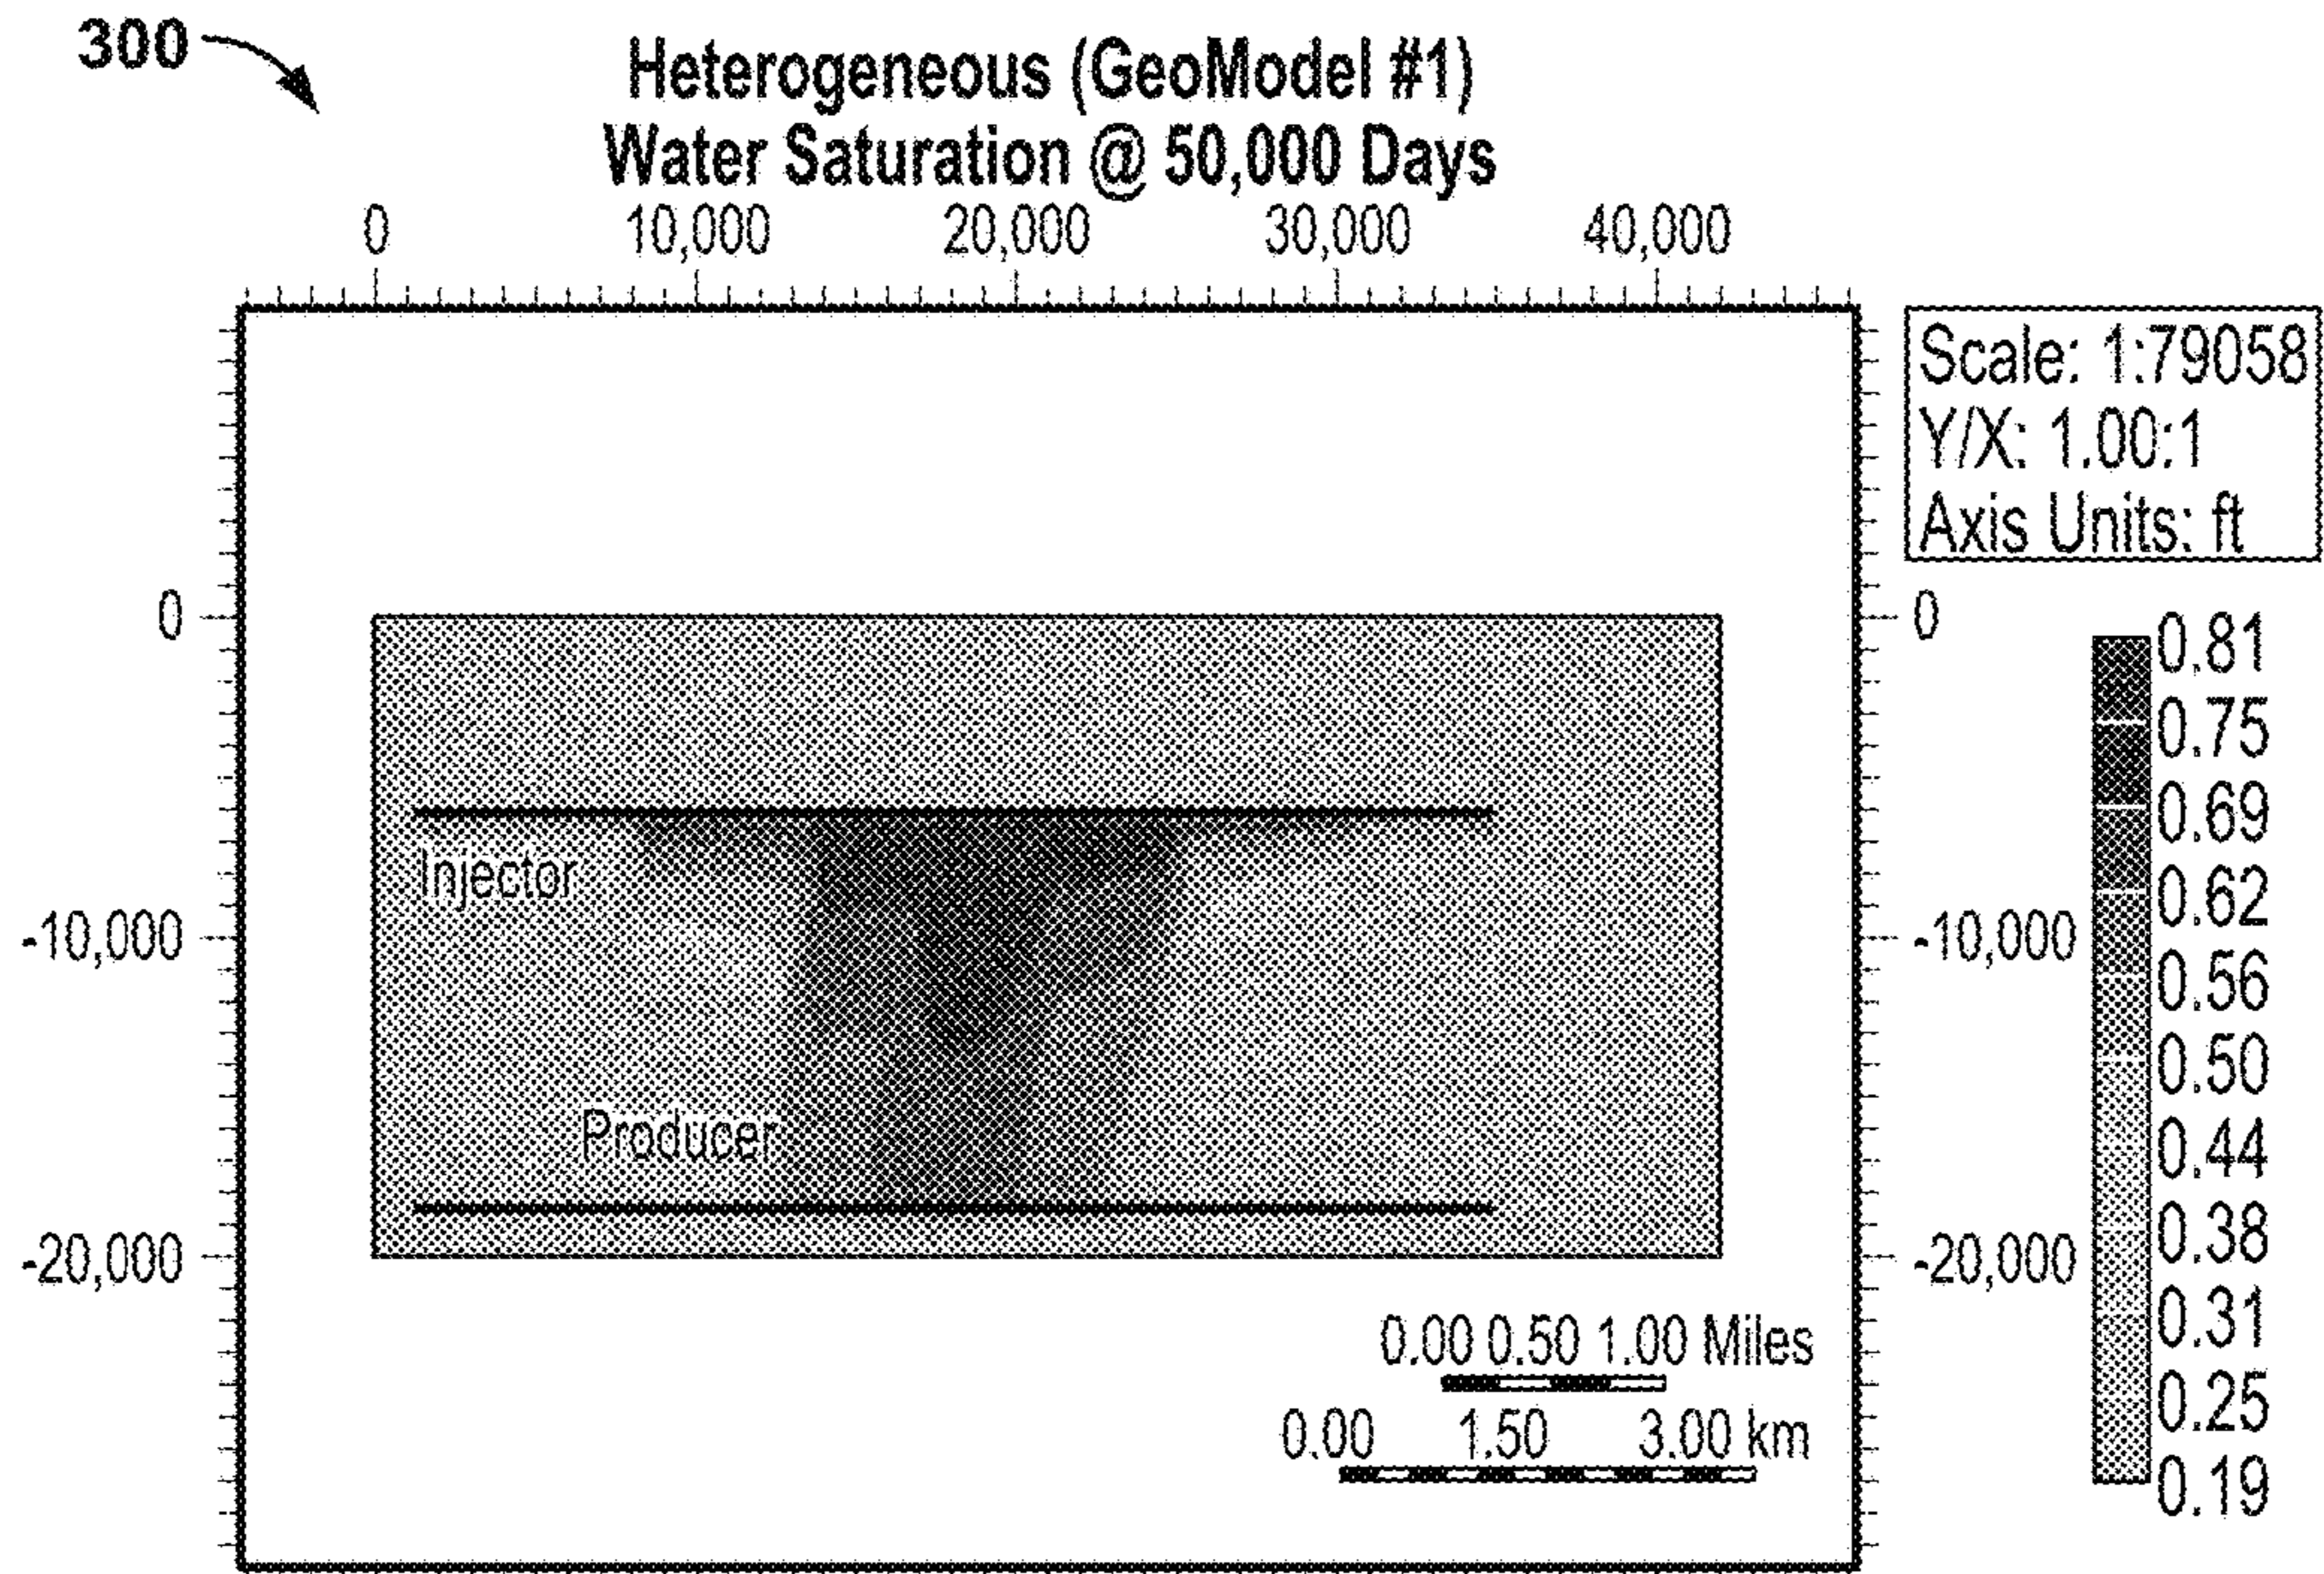 300
Heterogeneous (GeoModel #1)
Water Saturation @ 50,000 Days
0 10,000 20,000 30,000 40,000
Scale: 1:79058
Y/X: 1.00:1
Axis Units: ft
0
-10,000
-20,000
Injector
Producer
0
-10,000
-20,000
0.81
0.75
0.69
0.62
0.56
0.50
0.44
0.38
0.31
0.25
0.19
0.00 0.50 1.00 Miles
0.00 1.50 3.00 km